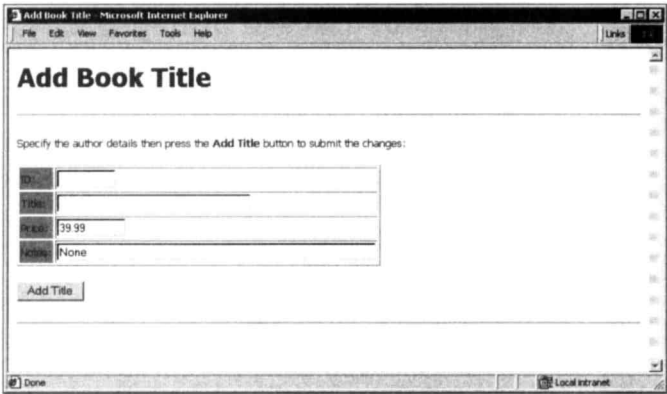 Add Book Title - Microsoft Internet Explorer
File Edit View Favorites Tools Help
Links
Add Book Title
Specify the author details then press the Add Title button to submit the changes:
ID:
Title:
Price: 39.99
Notes: None
Add Title
Done
Local intranet